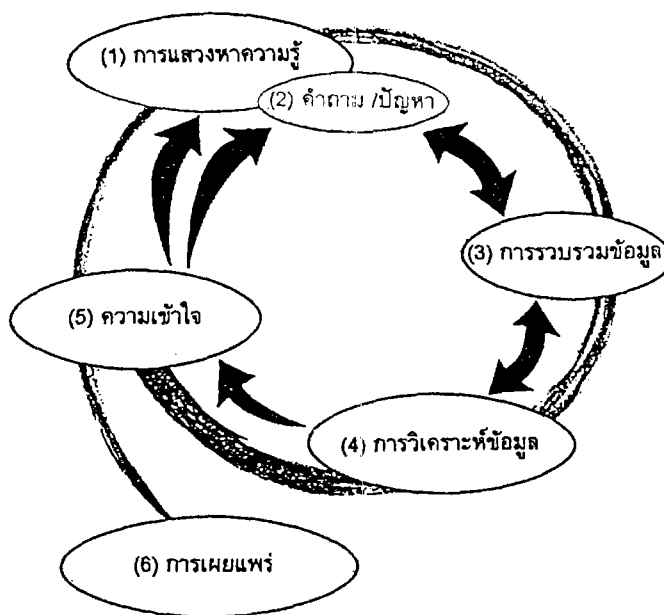 (1) การแสวงหาความรู้
(2) คำถาม /ปัญหา
(3) การรวบรวมข้อมูล
(4) การวิเคราะห์ข้อมูล
(5) ความเข้าใจ
(6) การเผยแพร่